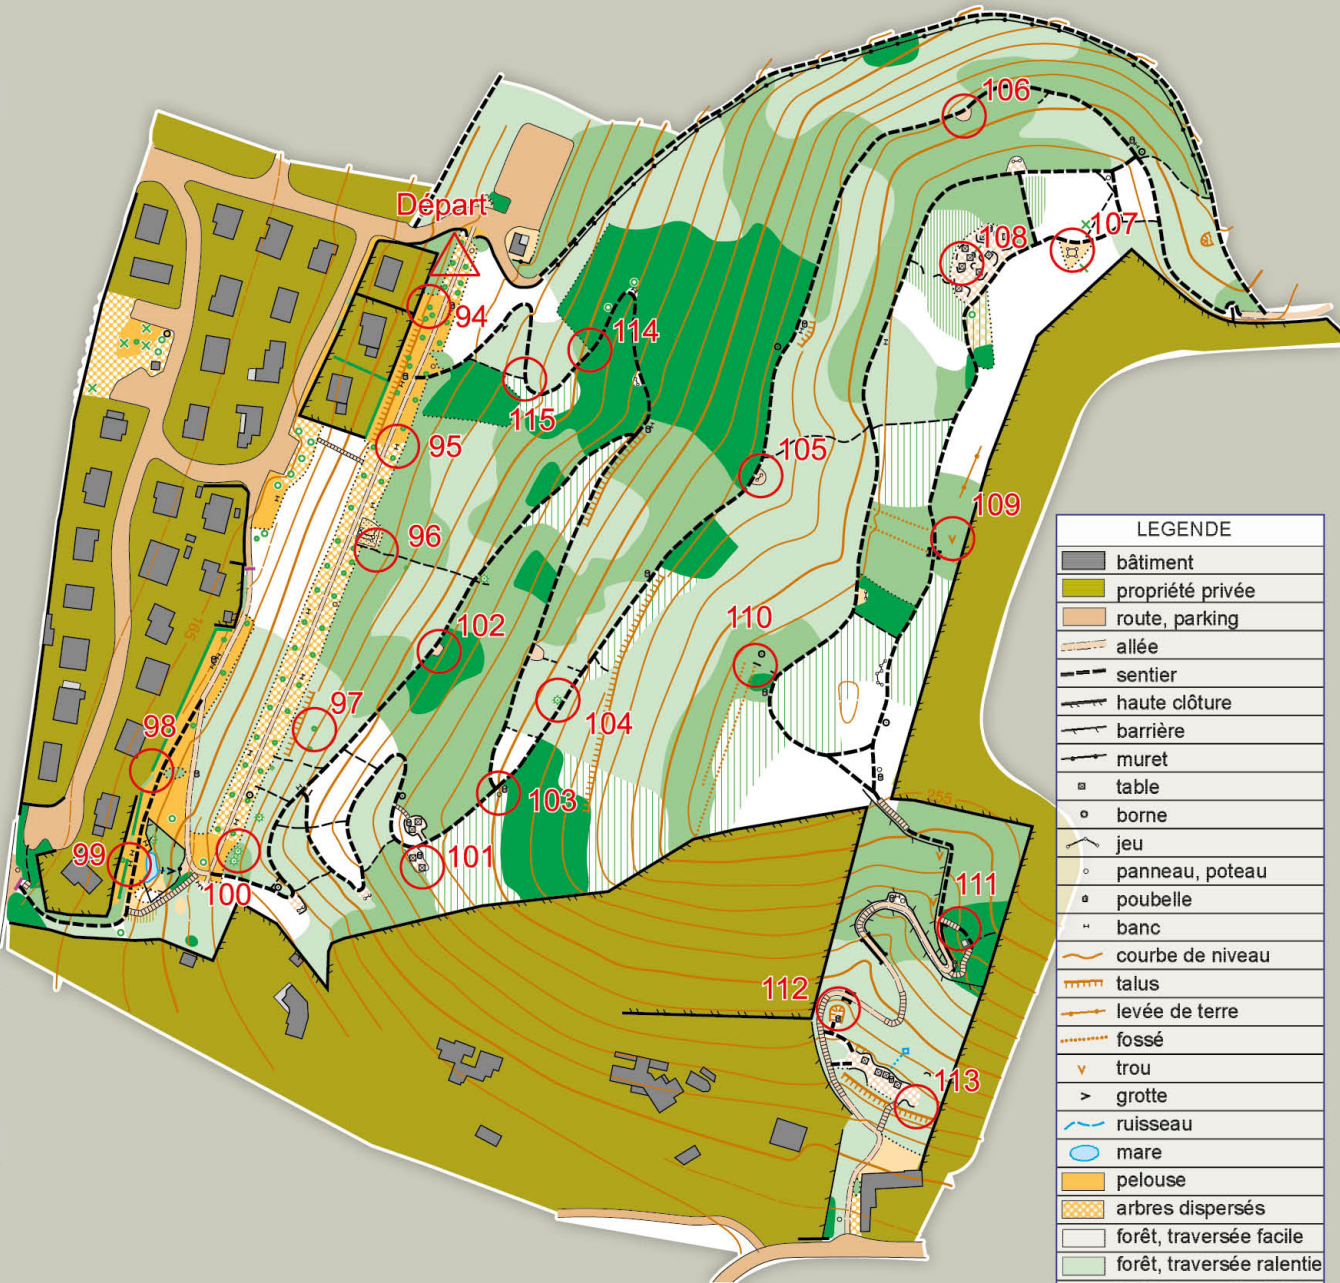 106
Départ
107
108
94
114
115
95
105
109
96
165
102
110
97
98
104
103
255
99
101
100
111
112
113
LEGENDE
bâtiment
propriété privée
route, parking
allée
sentier
haute clôture
barrière
muret
table
borne
jeu
panneau, poteau
poubelle
banc
courbe de niveau
talus
levée de terre
fossé
trou
grotte
ruisseau
mare
pelouse
arbres dispersés
forêt, traversée facile
forêt, traversée ralentie